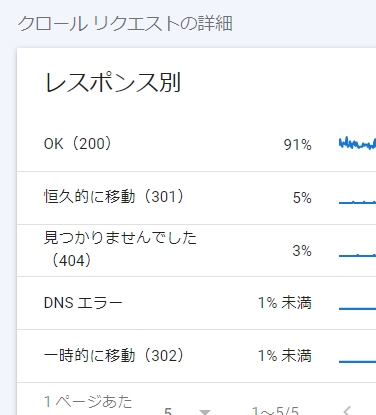 クロール リクエストの詳細
レスポンス別
OK（200） 91%
恒久的に移動（301） 5%
見つかりませんでした
（404） 3%
DNS エラー 1% 未満
一時的に移動（302） 1% 未満
1 ページあた 5 1～5/5